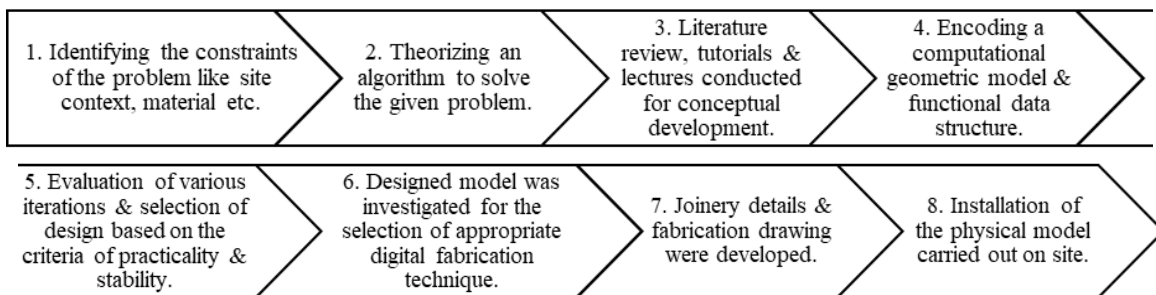 1. Identifying the constraints
of the problem like site
context, material etc.
2. Theorizing an
algorithm to solve
the given problem.
3. Literature
review, tutorials &
lectures conducted
for conceptual
development.
4. Encoding a
computational
geometric model &
functional data
structure.
5. Evaluation of various
iterations & selection of
design based on the
criteria of practicality &
stability.
6. Designed model was
investigated for the
selection of appropriate
digital fabrication
technique.
7. Joinery details &
fabrication drawing
were developed.
8. Installation of
the physical model
carried out on site.